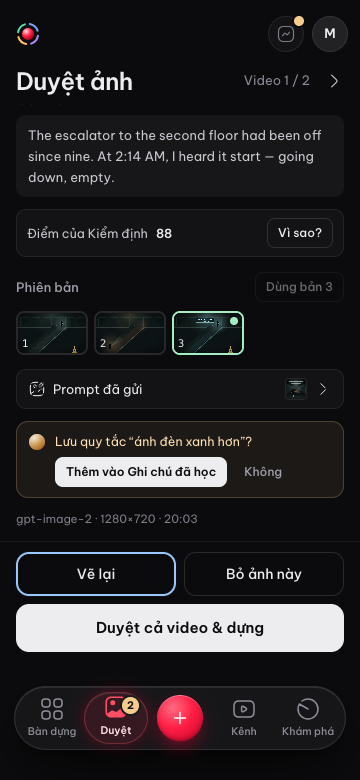 M
Duyệt ảnh
Video 1 / 2
The escalator to the second floor had been off
since nine. At 2:14 AM, I heard it start — going
down, empty.
Điểm của Kiểm định 88
Vì sao?
Phiên bản
Dùng bản 3
1
2
3
Prompt đã gửi
Lưu quy tắc “ánh đèn xanh hơn”?
Thêm vào Ghi chú đã học
Không
gpt-image-2 · 1280×720 · 20:03
Vẽ lại
Bỏ ảnh này
Duyệt cả video & dựng
2
Bàn dựng
Duyệt
Kênh
Khám phá